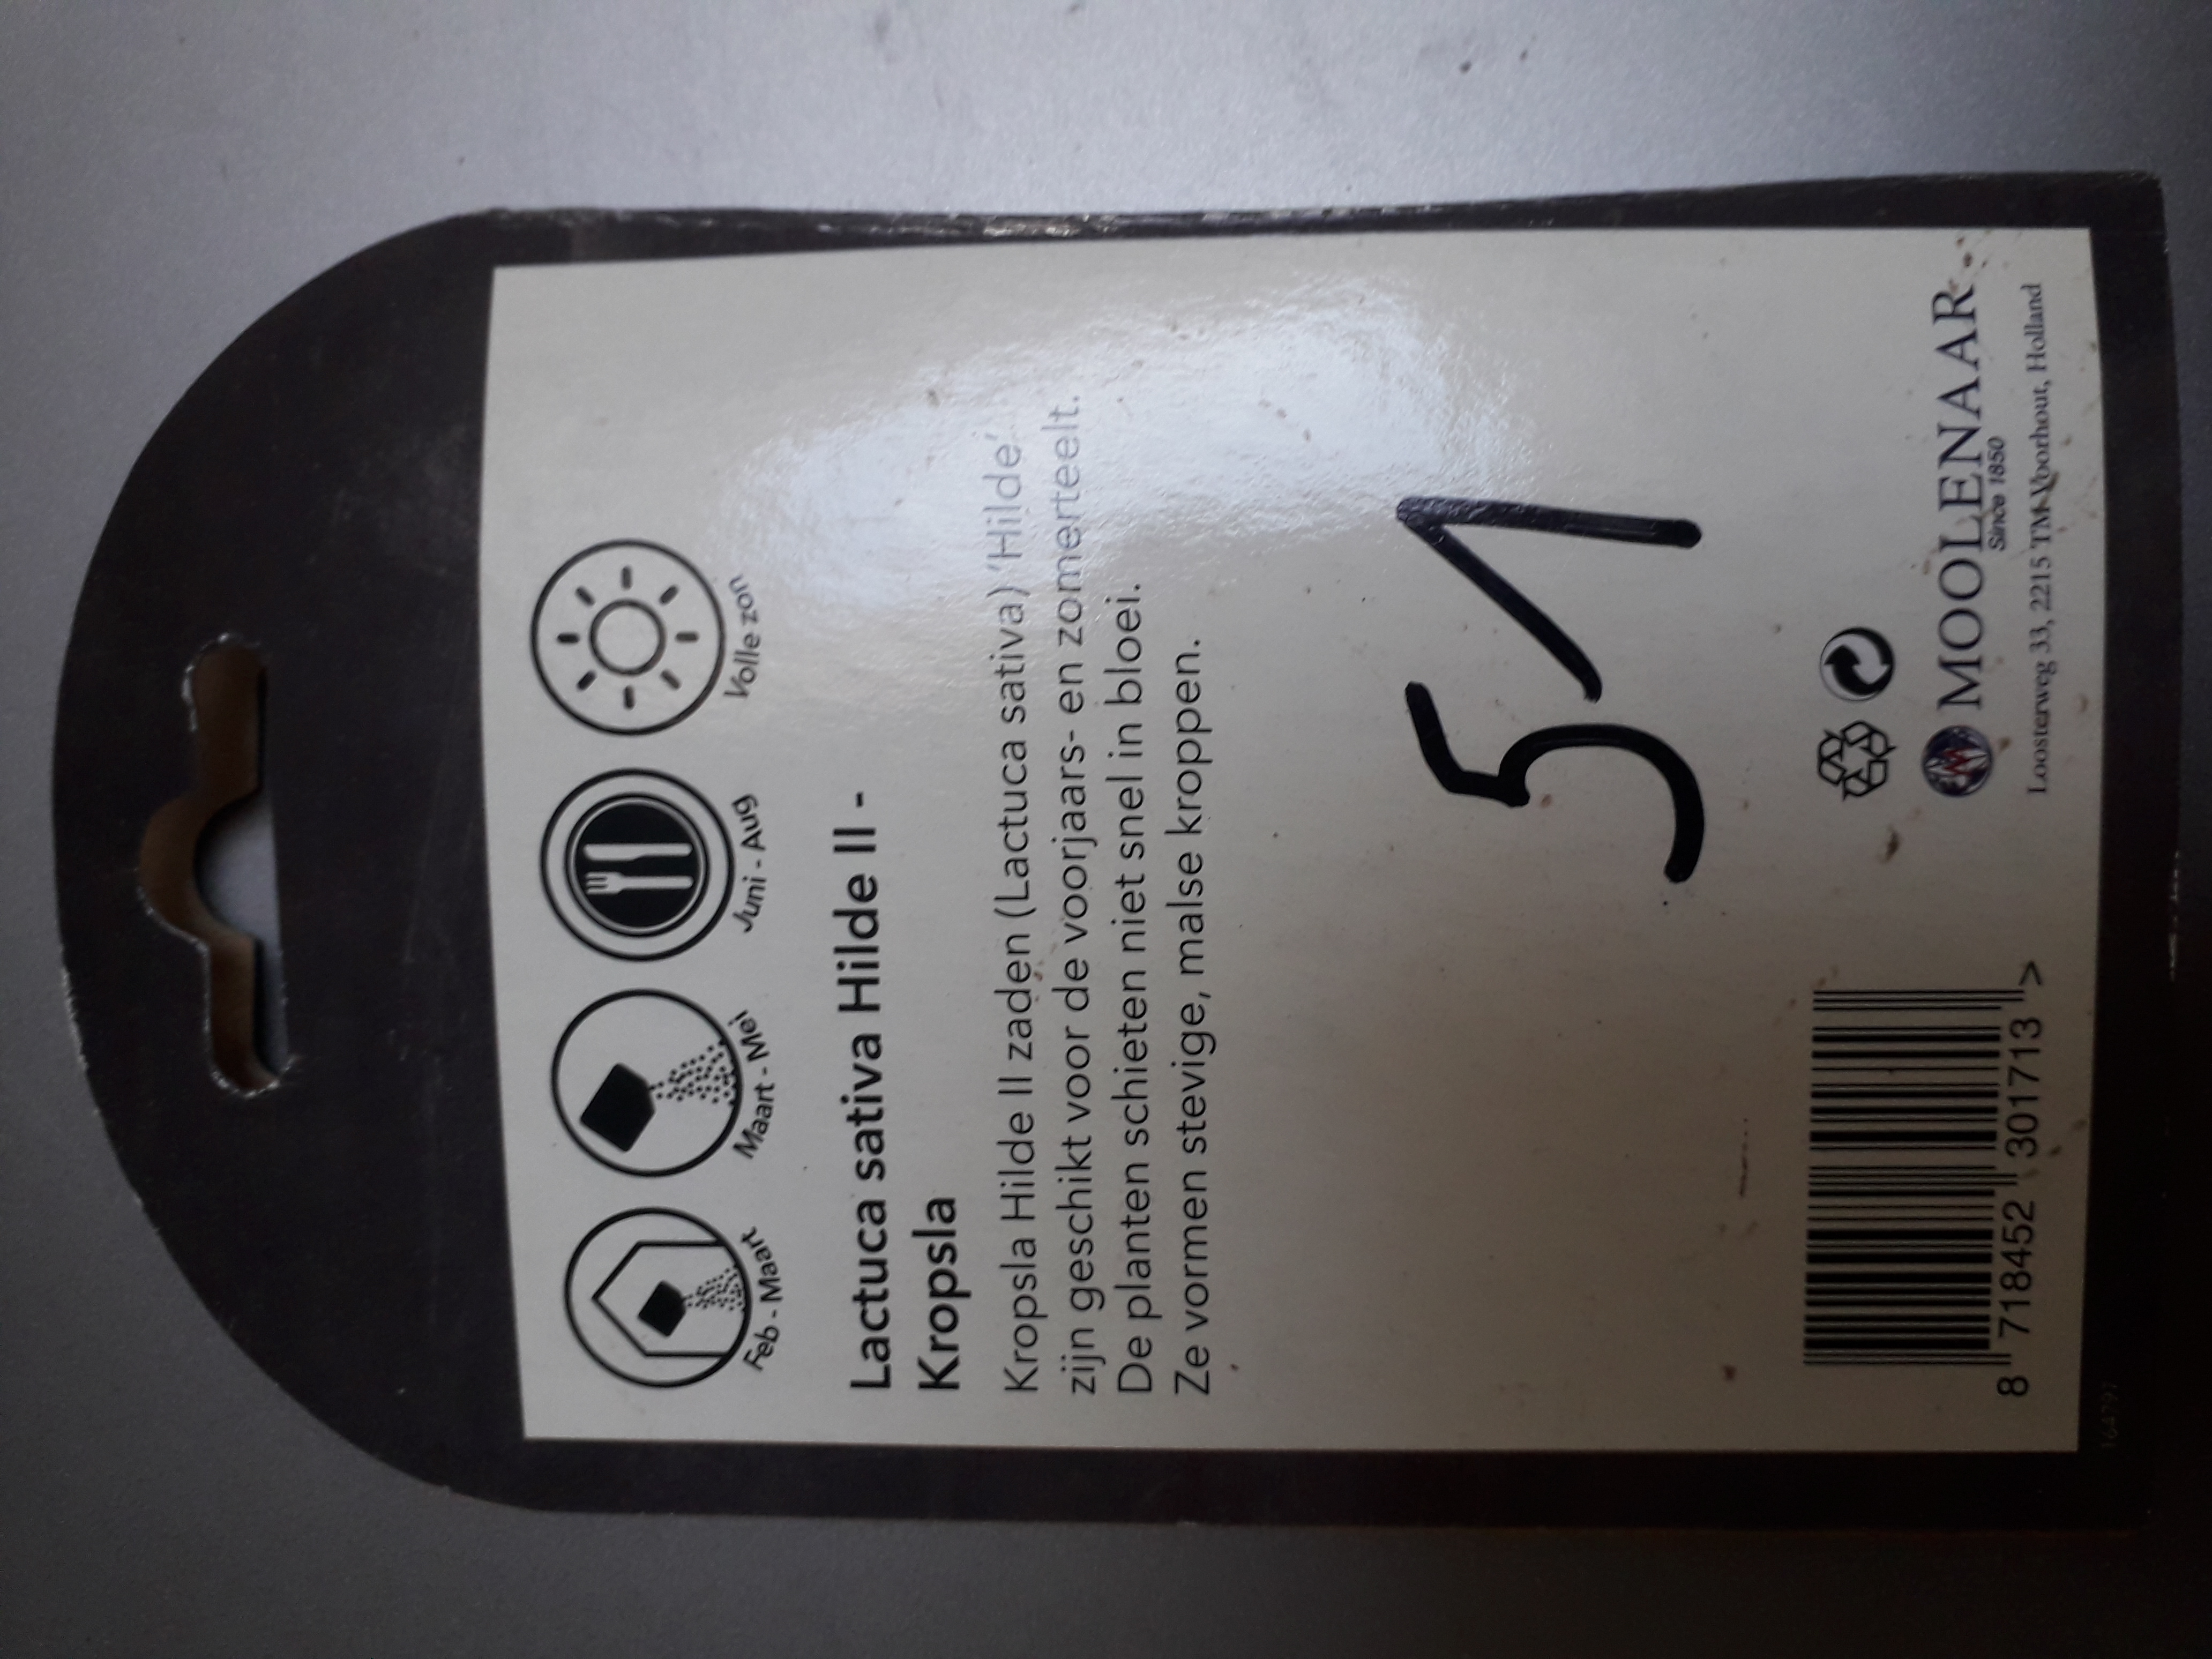 Feb - Maart
Maart - Mei
Juni - Aug
Volle zon
Lactuca sativa Hilde II -
Kropsla
Kropsla Hilde II zaden (Lactuca sativa) 'Hilde'
zijn geschikt voor de voorjaars- en zomerteelt.
De planten schieten niet snel in bloei.
Ze vormen stevige, malse kroppen.
51
8 718452 301713 >
MOOLENAAR
Since 1850
Loosterweg 33, 2215 TM Voorhout, Holland
164797